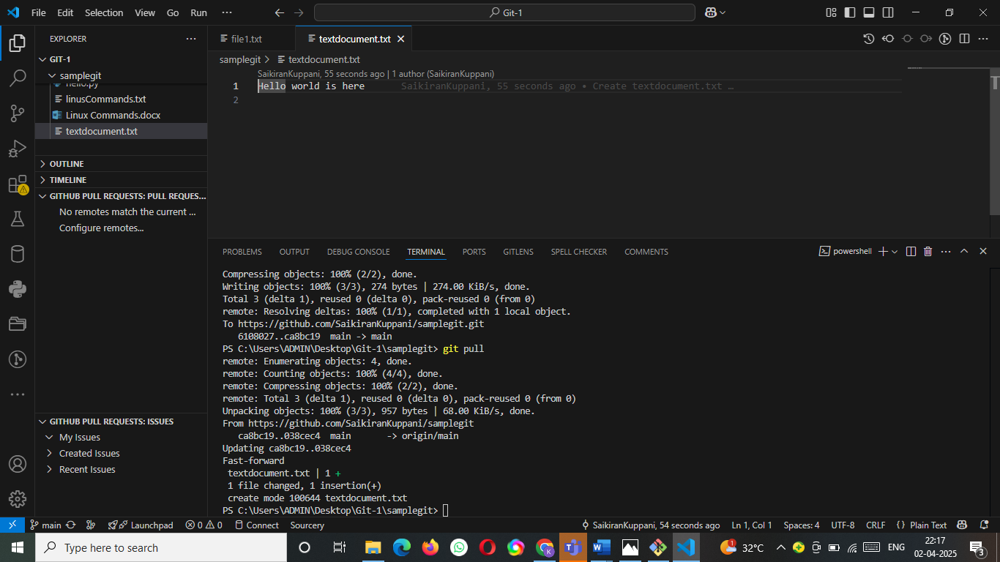 File Edit Selection View Go Run ··· Git-1
EXPLORER ···
GIT-1
samplegit
hello.py
linusCommands.txt
Linux Commands.docx
textdocument.txt
OUTLINE
TIMELINE
GITHUB PULL REQUESTS: PULL REQUES...
No remotes match the current ...
Configure remotes...
GITHUB PULL REQUESTS: ISSUES
My Issues
Created Issues
Recent Issues
file1.txt textdocument.txt
samplegit > textdocument.txt
SaikiranKuppani, 55 seconds ago | 1 author (SaikiranKuppani)
1 Hello world is here SaikiranKuppani, 55 seconds ago • Create textdocument.txt …
2
PROBLEMS OUTPUT DEBUG CONSOLE TERMINAL PORTS GITLENS SPELL CHECKER COMMENTS powershell
Compressing objects: 100% (2/2), done.
Writing objects: 100% (3/3), 274 bytes | 274.00 KiB/s, done.
Total 3 (delta 1), reused 0 (delta 0), pack-reused 0 (from 0)
remote: Resolving deltas: 100% (1/1), completed with 1 local object.
To https://github.com/SaikiranKuppani/samplegit.git
6108027..ca8bc19 main -> main
PS C:\Users\ADMIN\Desktop\Git-1\samplegit> git pull
remote: Enumerating objects: 4, done.
remote: Counting objects: 100% (4/4), done.
remote: Compressing objects: 100% (2/2), done.
remote: Total 3 (delta 1), reused 0 (delta 0), pack-reused 0 (from 0)
Unpacking objects: 100% (3/3), 957 bytes | 68.00 KiB/s, done.
From https://github.com/SaikiranKuppani/samplegit
ca8bc19..038cec4 main -> origin/main
Updating ca8bc19..038cec4
Fast-forward
textdocument.txt | 1 +
1 file changed, 1 insertion(+)
create mode 100644 textdocument.txt
PS C:\Users\ADMIN\Desktop\Git-1\samplegit>
main Launchpad 0 0 Connect Sourcery SaikiranKuppani, 54 seconds ago Ln 1, Col 1 Spaces: 4 UTF-8 CRLF {} Plain Text
Type here to search 1 32°C ENG 22:17
02-04-2025 3